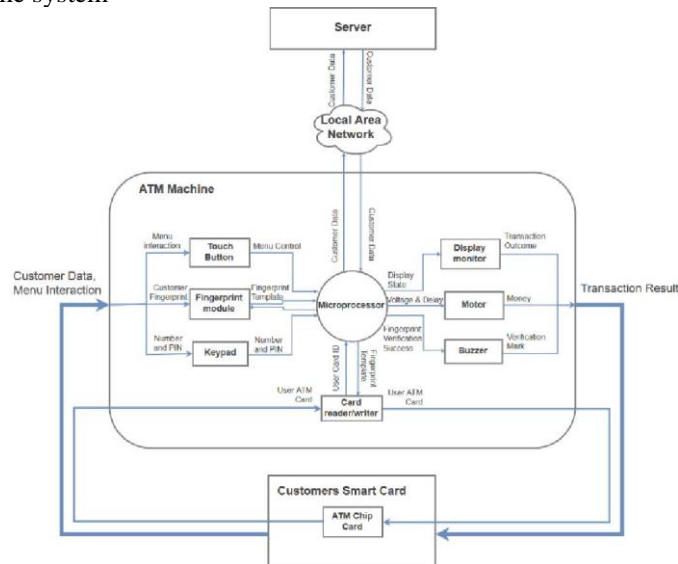 Server
Customer Data
Customer Data
Local Area
Network
ATM Machine
Customer Data
Customer Data
Menu
interaction
Touch
Button
Menu Control
Display
State
Display
monitor
Transaction
Outcome
Customer Data,
Menu Interaction
Customer
Fingerprint
Fingerprint
module
Fingerprint
Template
Microprocessor
Voltage & Delay
Motor
Money
Transaction Result
Number
and PIN
Keypad
Number
and PIN
Fingerprint
Verification
Success
Buzzer
Verification
Mark
User Card ID
Fingerprint
Template
User ATM
Card
Card
reader/writer
User ATM
Card
Customers Smart Card
ATM Chip
Card